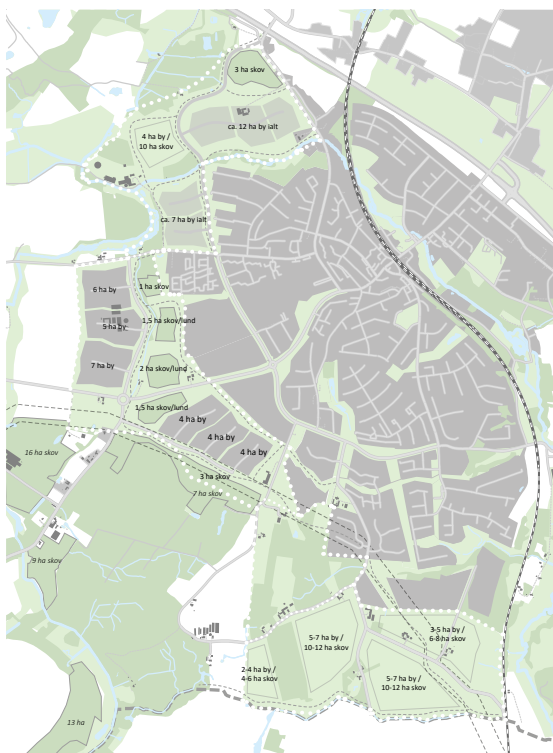 3 ha skov
ca. 12 ha by ialt
4 ha by /
10 ha skov
ca. 7 ha by ialt
6 ha by
1 ha skov
5 ha by
1,5 ha skov/lund
7 ha by
2 ha skov/lund
1,5 ha skov/lund
4 ha by
4 ha by
4 ha by
16 ha skov
3 ha skov
7 ha skov
9 ha skov
5-7 ha by /
10-12 ha skov
3-5 ha by /
6-8 ha skov
2-4 ha by /
4-6 ha skov
5-7 ha by /
10-12 ha skov
13 ha